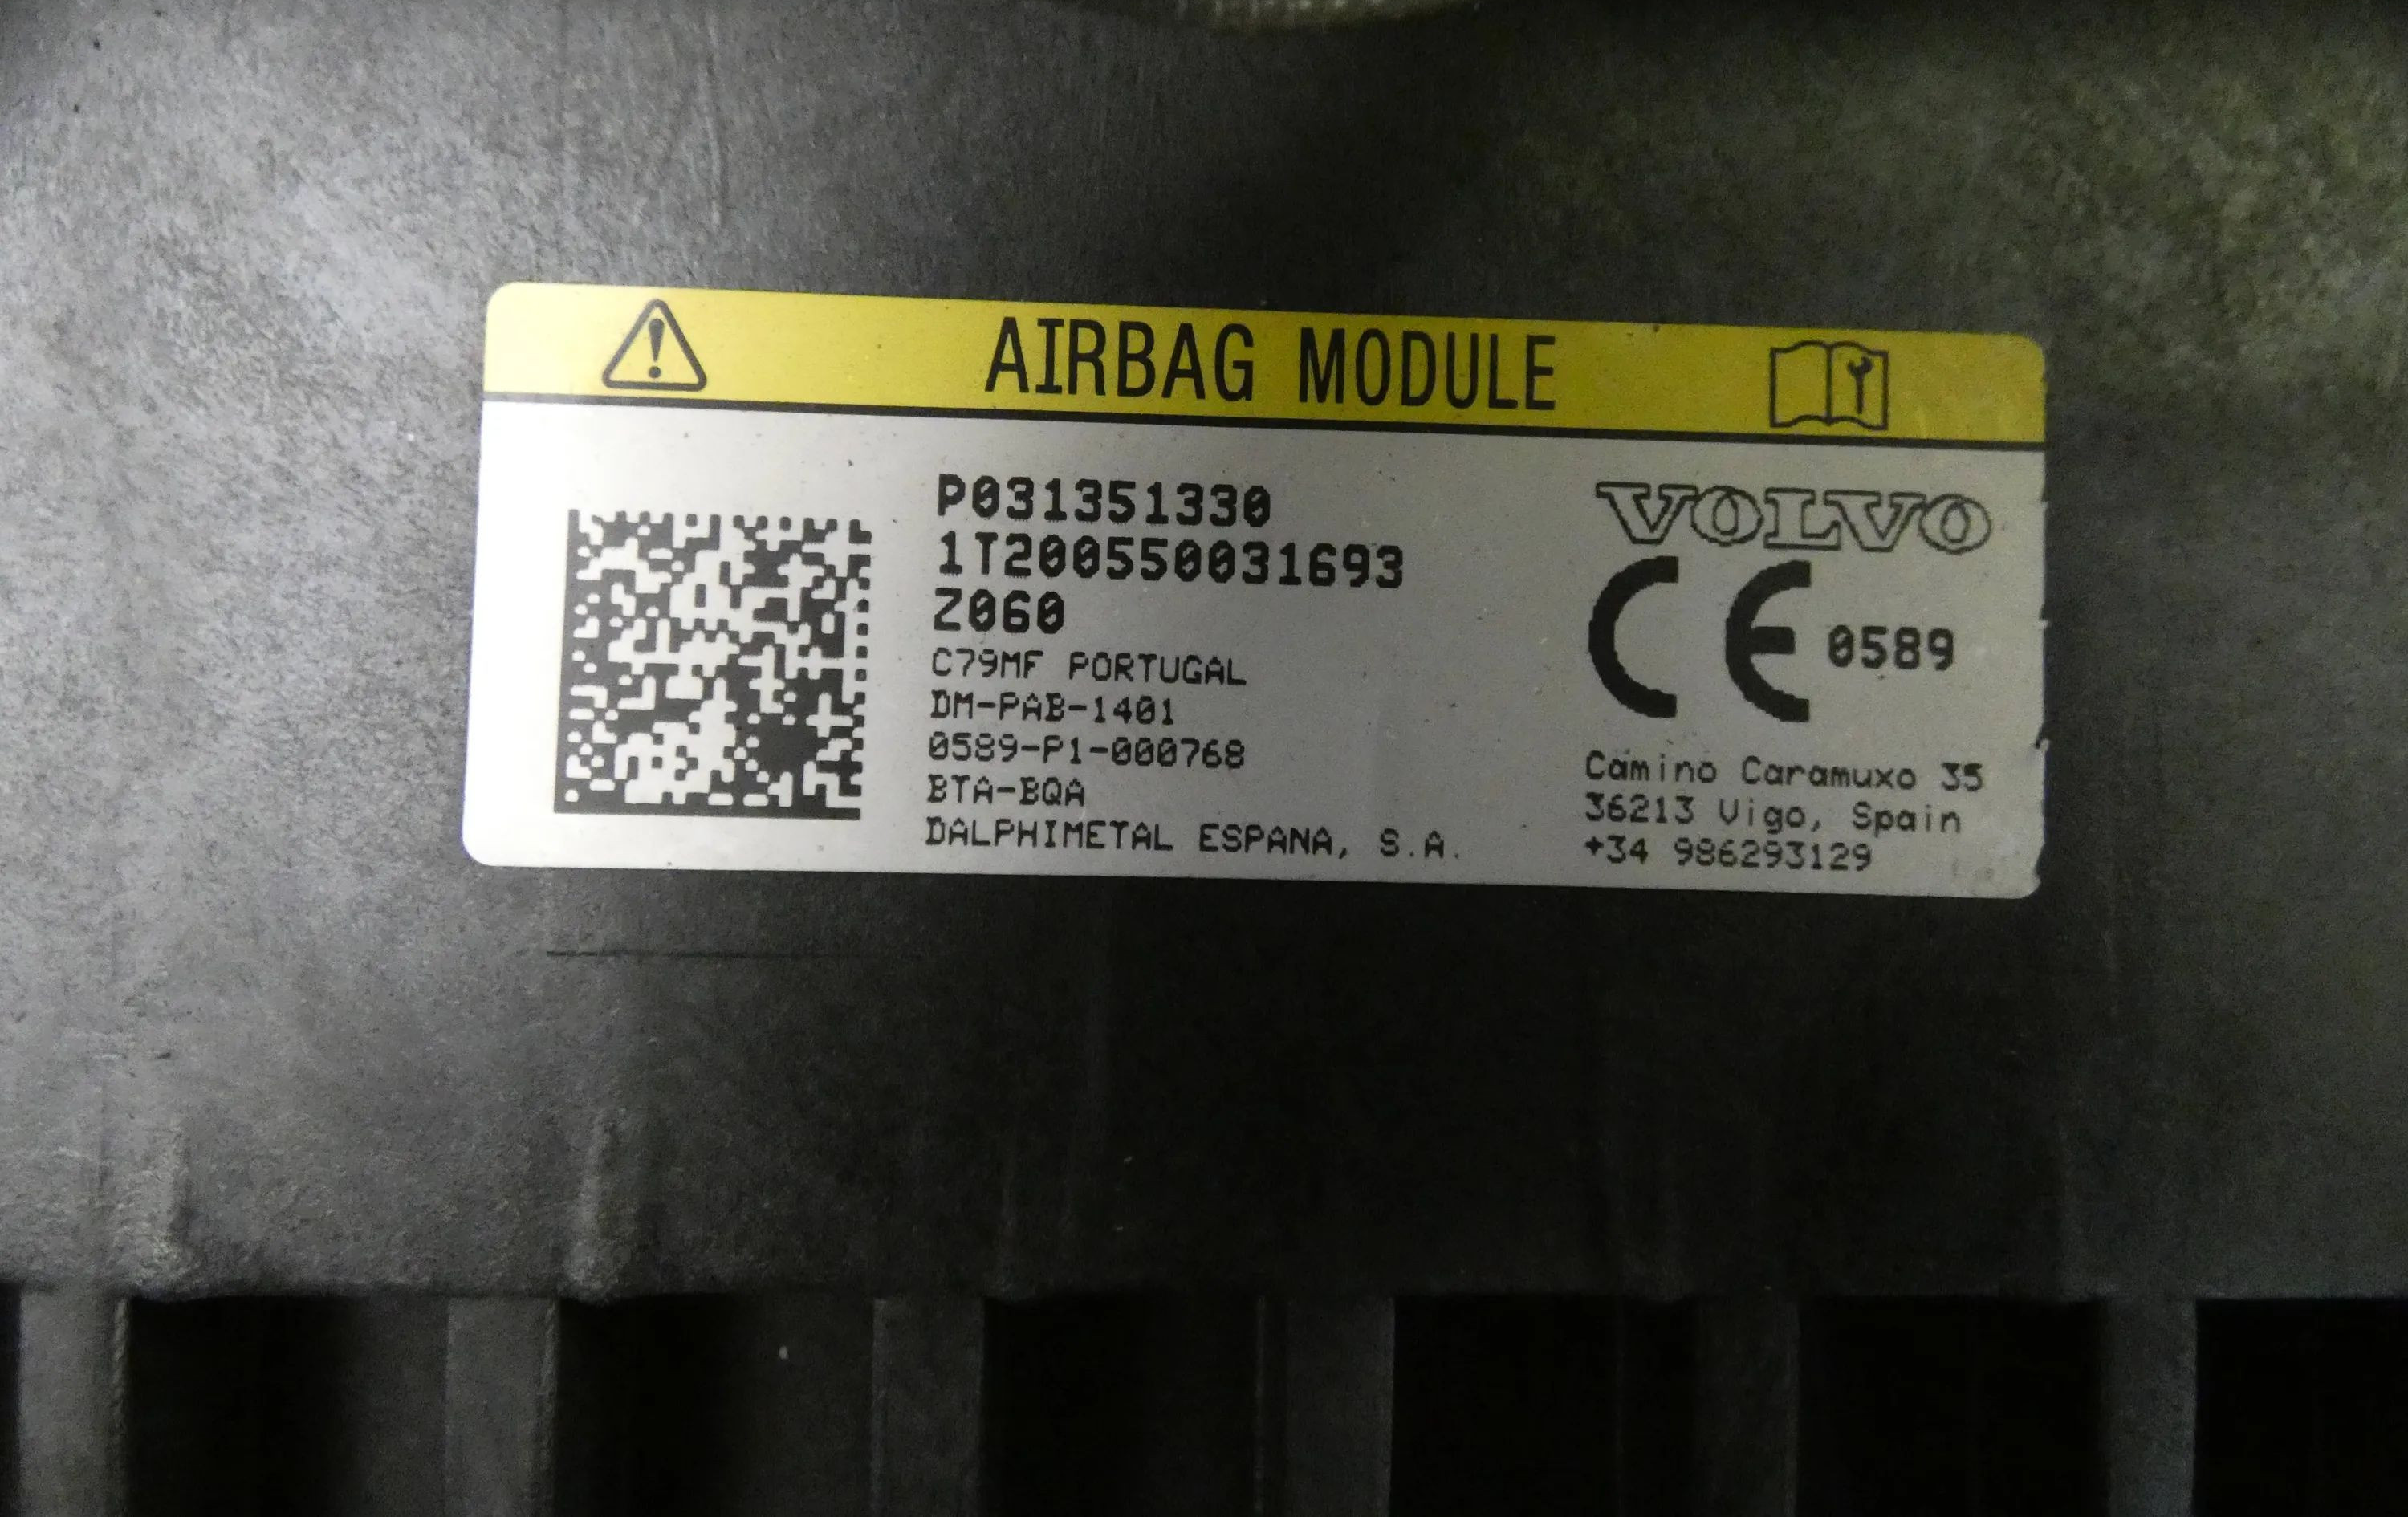 AIRBAG MODULE
P031351330
1T200550031693
Z060
C79MF PORTUGAL
DM-PAB-1401
0589-P1-000768
BTA-BQA
DALPHIMETAL ESPANA, S.A.
VOLVO
CE 0589
Camino Caramuxo 35
36213 Vigo, Spain
+34 986293129